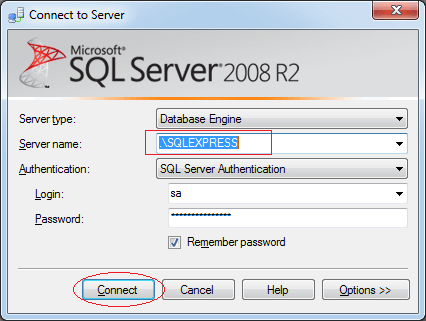 Connect to Server
Microsoft®
SQL Server® 2008 R2
Server type: Database Engine
Server name: .\SQLEXPRESS
Authentication: SQL Server Authentication
Login: sa
Password: ***************
Remember password
Connect Cancel Help Options >>